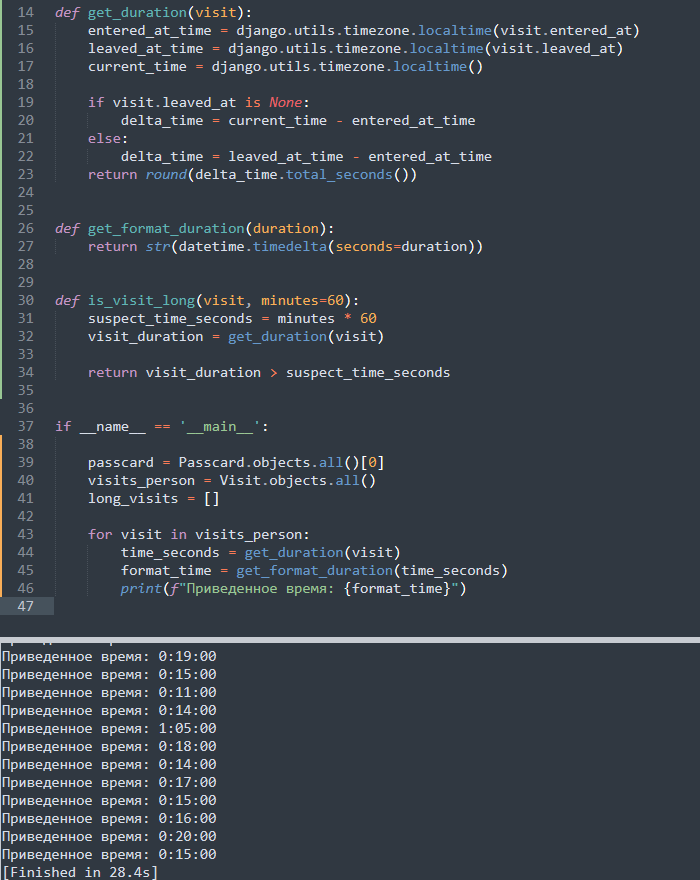 14 def get_duration(visit):
15     entered_at_time = django.utils.timezone.localtime(visit.entered_at)
16     leaved_at_time = django.utils.timezone.localtime(visit.leaved_at)
17     current_time = django.utils.timezone.localtime()
18
19     if visit.leaved_at is None:
20         delta_time = current_time - entered_at_time
21     else:
22         delta_time = leaved_at_time - entered_at_time
23     return round(delta_time.total_seconds())
24
25
26 def get_format_duration(duration):
27     return str(datetime.timedelta(seconds=duration))
28
29
30 def is_visit_long(visit, minutes=60):
31     suspect_time_seconds = minutes * 60
32     visit_duration = get_duration(visit)
33
34     return visit_duration > suspect_time_seconds
35
36
37 if __name__ == '__main__':
38
39     passcard = Passcard.objects.all()[0]
40     visits_person = Visit.objects.all()
41     long_visits = []
42
43     for visit in visits_person:
44         time_seconds = get_duration(visit)
45         format_time = get_format_duration(time_seconds)
46         print(f"Приведенное время: {format_time}")
47
Приведенное время: 0:19:00
Приведенное время: 0:15:00
Приведенное время: 0:11:00
Приведенное время: 0:14:00
Приведенное время: 1:05:00
Приведенное время: 0:18:00
Приведенное время: 0:14:00
Приведенное время: 0:17:00
Приведенное время: 0:15:00
Приведенное время: 0:16:00
Приведенное время: 0:20:00
Приведенное время: 0:15:00
[Finished in 28.4s]